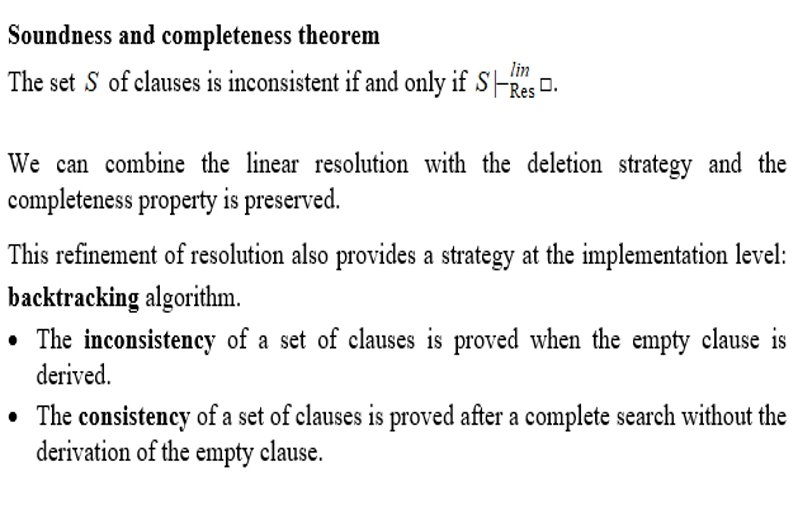 Soundness and completeness theorem
The set S of clauses is inconsistent if and only if S ⊢ lin Res □.
We can combine the linear resolution with the deletion strategy and the
completeness property is preserved.
This refinement of resolution also provides a strategy at the implementation level:
backtracking algorithm.
• The inconsistency of a set of clauses is proved when the empty clause is
derived.
• The consistency of a set of clauses is proved after a complete search without the
derivation of the empty clause.